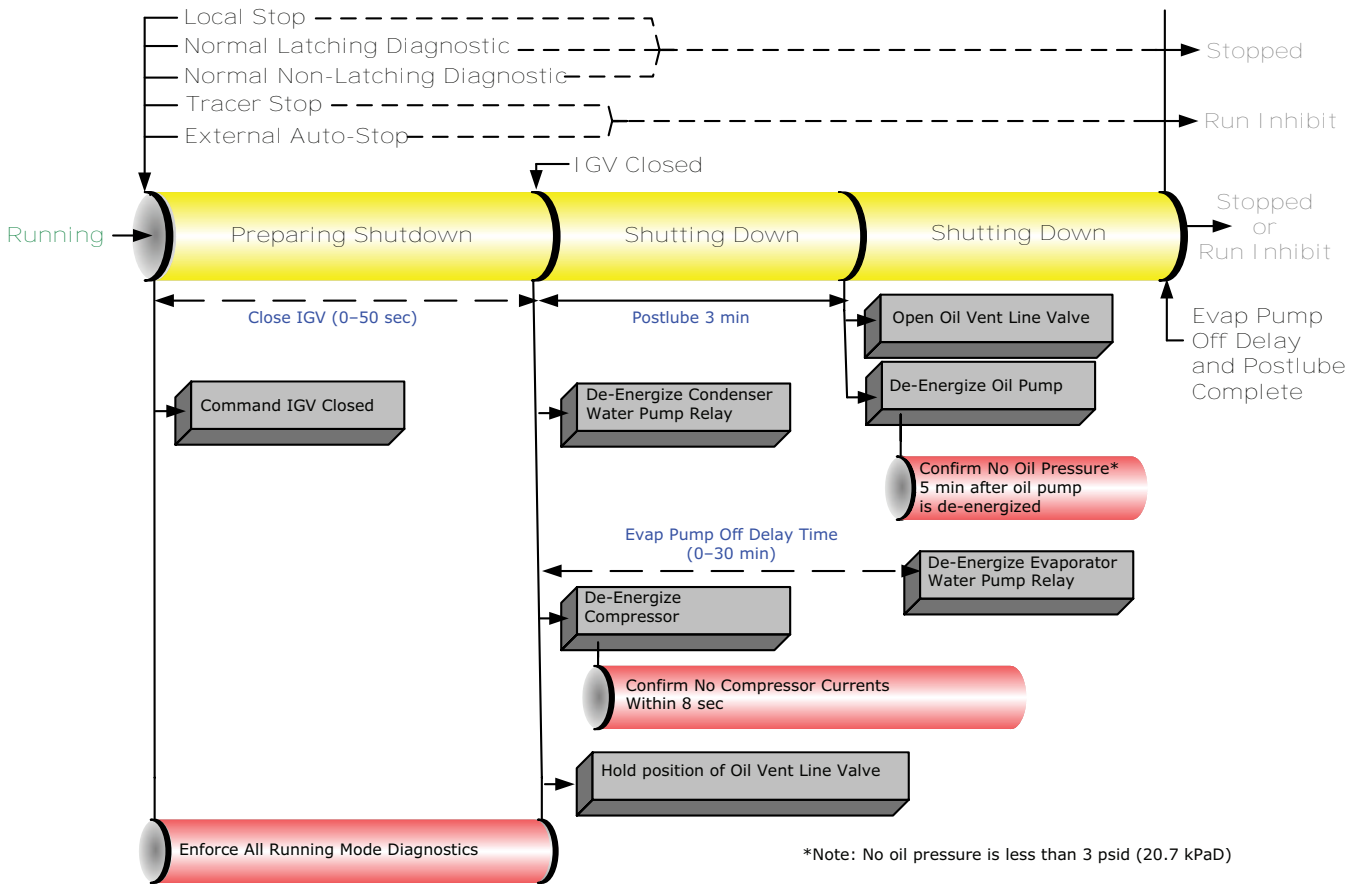 Local Stop
Normal Latching Diagnostic
Normal Non-Latching Diagnostic
Stopped
Tracer Stop
External Auto-Stop
Run Inhibit
IGV Closed
Running
Preparing Shutdown
Shutting Down
Shutting Down
Stopped
or
Run Inhibit
Close IGV (0–50 sec)
Postlube 3 min
Open Oil Vent Line Valve
Evap Pump
Off Delay
and Postlube
Complete
Command IGV Closed
De-Energize Condenser
Water Pump Relay
De-Energize Oil Pump
Confirm No Oil Pressure*
5 min after oil pump
is de-energized
Evap Pump Off Delay Time
(0–30 min)
De-Energize Evaporator
Water Pump Relay
De-Energize
Compressor
Confirm No Compressor Currents
Within 8 sec
Hold position of Oil Vent Line Valve
Enforce All Running Mode Diagnostics
*Note: No oil pressure is less than 3 psid (20.7 kPaD)